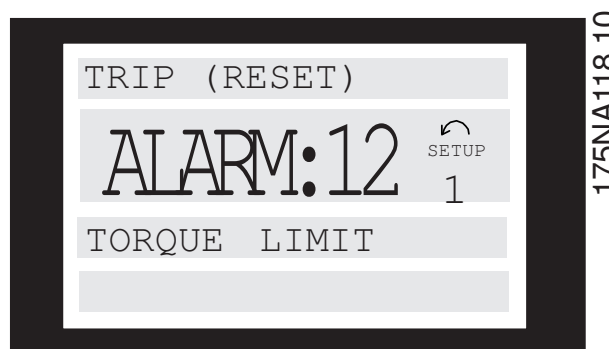 TRIP (RESET)
ALARM:12
SETUP
1
TORQUE LIMIT
175NA118.10